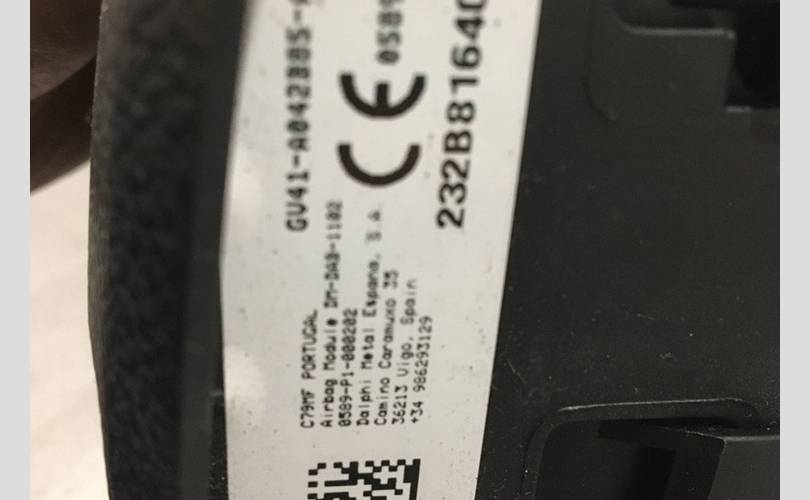 GV41-A042B85-
CE 0589
232B8164
C79MF PORTUGAL
Airbag Module DM-DAB-1102
0589-P1-000202
Dalphi Metal Espana, S.A.
Camino Caramuxo 35
36213 Vigo, Spain
+34 986293129